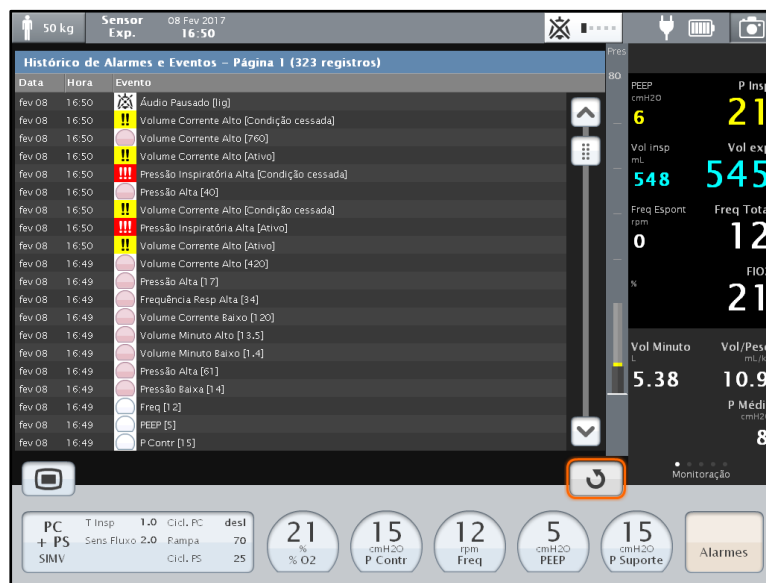 50 kg
Sensor Exp.
08 Fev 2017
16:50
Histórico de Alarmes e Eventos – Página 1 (323 registros)
Data Hora Evento
fev 08 16:50 Áudio Pausado [lig]
fev 08 16:50 !! Volume Corrente Alto [Condição cessada]
fev 08 16:50 Volume Corrente Alto [760]
fev 08 16:50 !! Volume Corrente Alto [Ativo]
fev 08 16:50 !!! Pressão Inspiratória Alta [Condição cessada]
fev 08 16:50 Pressão Alta [40]
fev 08 16:50 !! Volume Corrente Alto [Condição cessada]
fev 08 16:50 !!! Pressão Inspiratória Alta [Ativo]
fev 08 16:50 !! Volume Corrente Alto [Ativo]
fev 08 16:49 Volume Corrente Alto [420]
fev 08 16:49 Pressão Alta [17]
fev 08 16:49 Frequência Resp Alta [34]
fev 08 16:49 Volume Corrente Baixo [120]
fev 08 16:49 Volume Minuto Alto [13.5]
fev 08 16:49 Volume Minuto Baixo [1.4]
fev 08 16:49 Pressão Alta [61]
fev 08 16:49 Pressão Baixa [14]
fev 08 16:49 Freq [12]
fev 08 16:49 PEEP [5]
fev 08 16:49 P Contr [15]
Pres
80
PEEP P Insp
cmH2O
6 21
Vol insp Vol exp
mL
548 545
Freq Espont Freq Tota
rpm
0 12
FIO2
%
21
Vol Minuto Vol/Peso
L mL/k
5.38 10.9
P Médi
cmH2O
8
Monitoração
PC + PS
SIMV
T Insp 1.0 Cicl. PC desl
Sens Fluxo 2.0 Rampa 70
Cicl. PS 25
21 % % O2
15 cmH2O P Contr
12 rpm Freq
5 cmH2O PEEP
15 cmH2O P Suporte
Alarmes